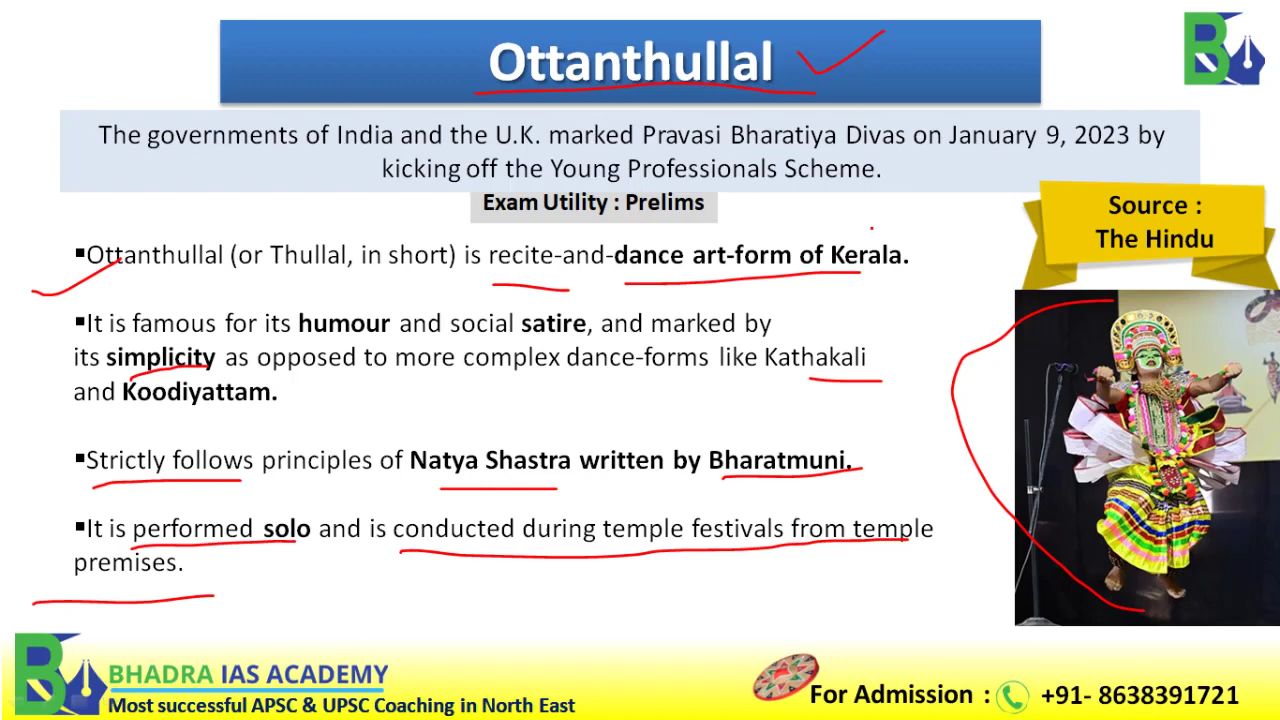 Ottanthullal
The governments of India and the U.K. marked Pravasi Bharatiya Divas on January 9, 2023 by
kicking off the Young Professionals Scheme.
Exam Utility : Prelims
Source :
The Hindu
▪Ottanthullal (or Thullal, in short) is recite-and-dance art-form of Kerala.
▪It is famous for its humour and social satire, and marked by
its simplicity as opposed to more complex dance-forms like Kathakali
and Koodiyattam.
▪Strictly follows principles of Natya Shastra written by Bharatmuni.
▪It is performed solo and is conducted during temple festivals from temple
premises.
BHADRA IAS ACADEMY
Most successful APSC & UPSC Coaching in North East
For Admission : +91- 8638391721